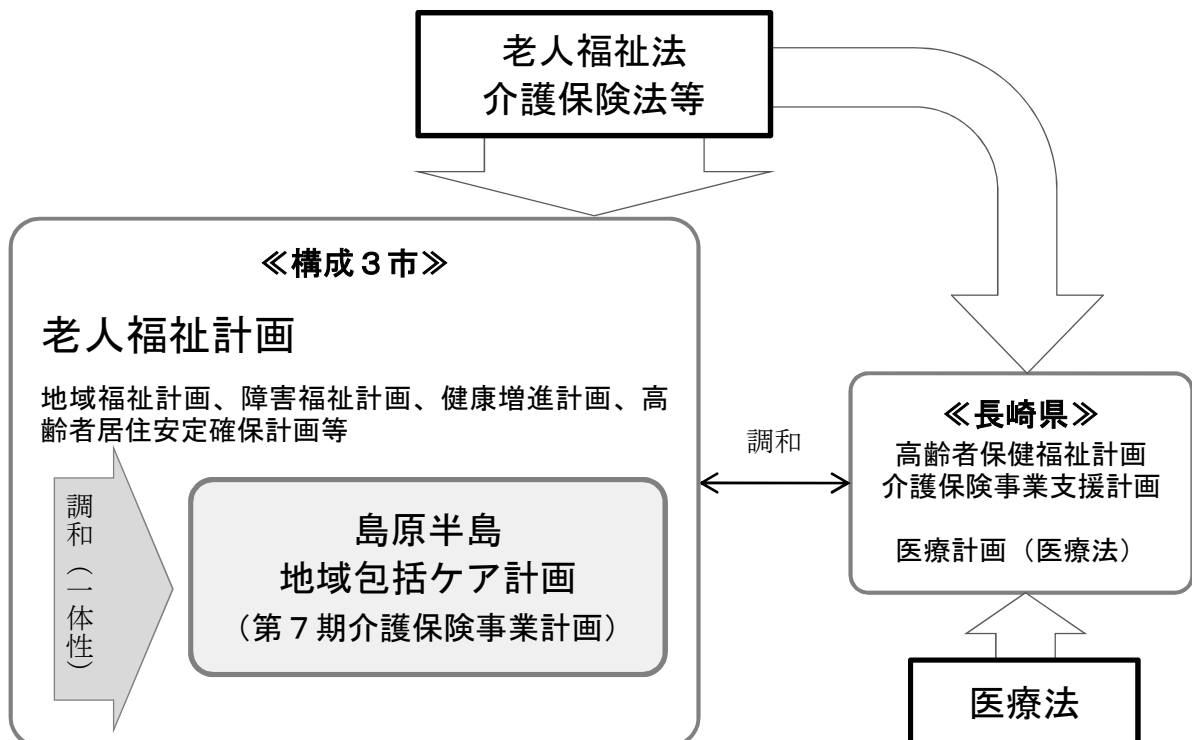 老人福祉法
介護保険法等
≪構成３市≫
老人福祉計画
地域福祉計画、障害福祉計画、健康増進計画、高
齢者居住安定確保計画等
調和（一体性）
島原半島
地域包括ケア計画
（第７期介護保険事業計画）
調和
≪長崎県≫
高齢者保健福祉計画
介護保険事業支援計画
医療計画（医療法）
医療法